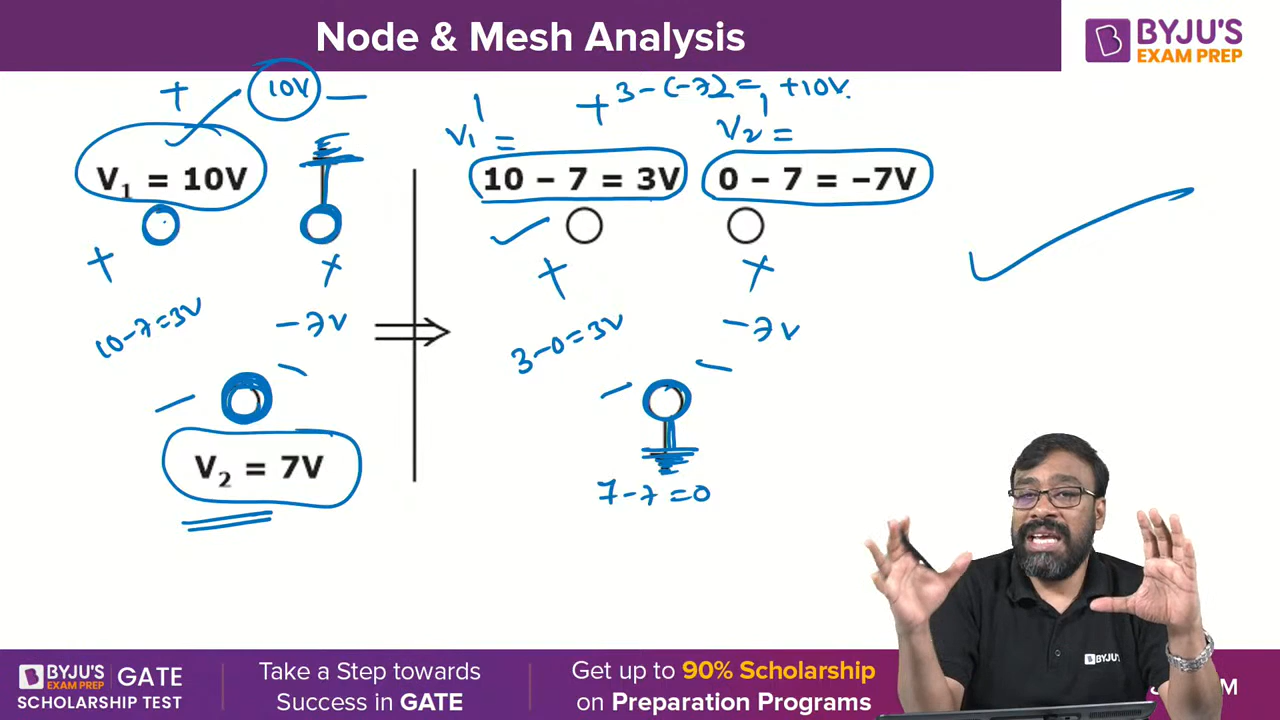 Node & Mesh Analysis
BYJU'S
EXAM PREP
+ 10V —
+ 3-(-7) = +10V.
V₁ =
V₂ =
V₁ = 10V
10 – 7 = 3V
0 – 7 = –7V
+ +
+ +
10-7=3V
-7V
3-0=3V
-7V
— —
— —
V₂ = 7V
7-7=0
BYJU'S
BYJU'S
EXAM PREP
GATE
SCHOLARSHIP TEST
Take a Step towards
Success in GATE
Get up to 90% Scholarship
on Preparation Programs
M